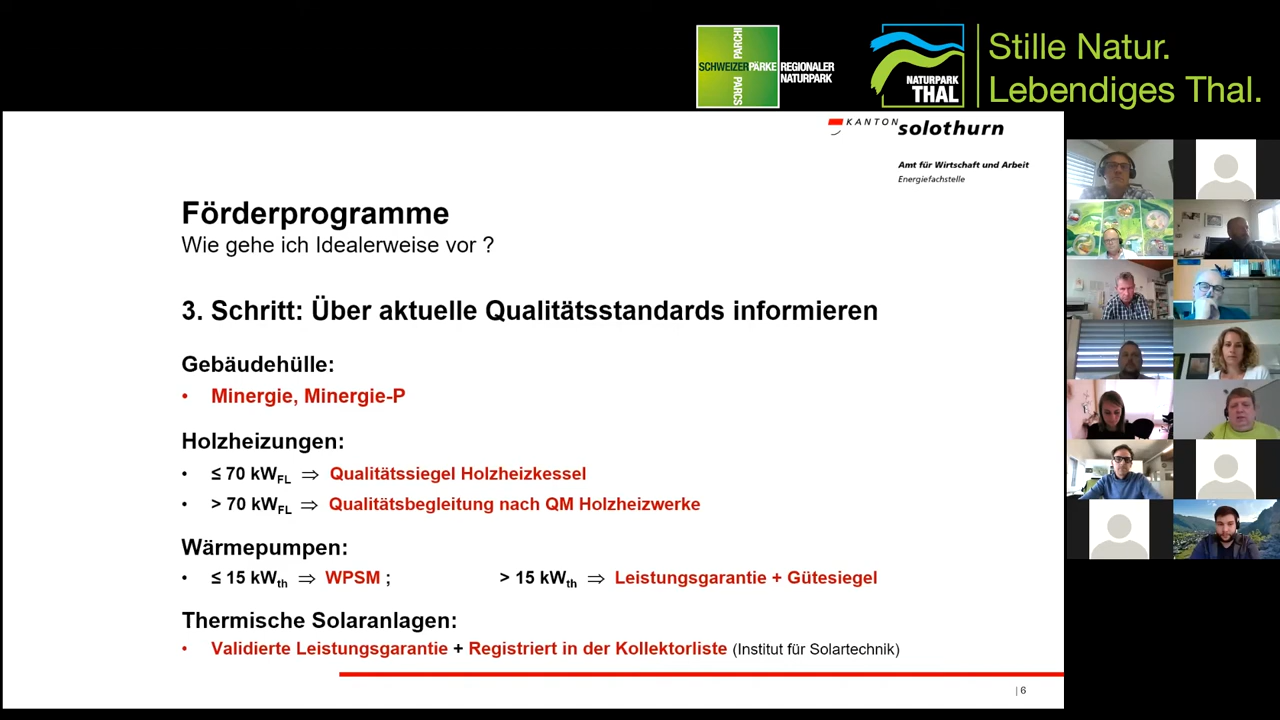 SCHWEIZER PÄRKE
PARCHI
PARCS
REGIONALER
NATURPARK
NATURPARK
THAL
Stille Natur.
Lebendiges Thal.
KANTON solothurn
Amt für Wirtschaft und Arbeit
Energiefachstelle
Förderprogramme
Wie gehe ich Idealerweise vor ?
3. Schritt: Über aktuelle Qualitätsstandards informieren
Gebäudehülle:
• Minergie, Minergie-P
Holzheizungen:
• ≤ 70 kWFL ⇒ Qualitätssiegel Holzheizkessel
• > 70 kWFL ⇒ Qualitätsbegleitung nach QM Holzheizwerke
Wärmepumpen:
• ≤ 15 kWth ⇒ WPSM ; > 15 kWth ⇒ Leistungsgarantie + Gütesiegel
Thermische Solaranlagen:
• Validierte Leistungsgarantie + Registriert in der Kollektorliste (Institut für Solartechnik)
| 6